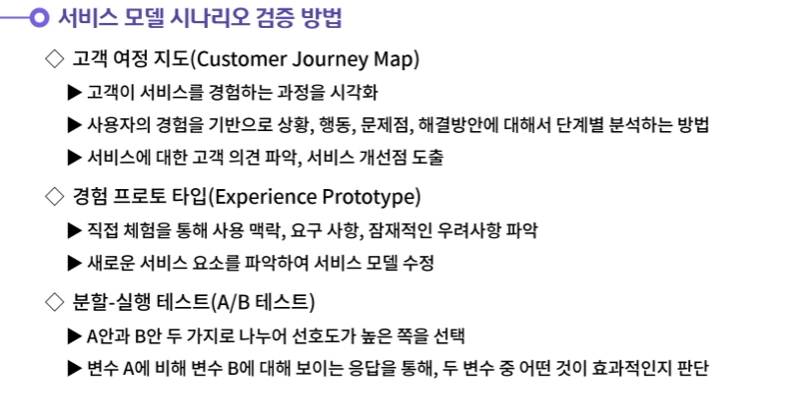 서비스 모델 시나리오 검증 방법
◇ 고객 여정 지도(Customer Journey Map)
▶ 고객이 서비스를 경험하는 과정을 시각화
▶ 사용자의 경험을 기반으로 상황, 행동, 문제점, 해결방안에 대해서 단계별 분석하는 방법
▶ 서비스에 대한 고객 의견 파악, 서비스 개선점 도출
◇ 경험 프로토 타입(Experience Prototype)
▶ 직접 체험을 통해 사용 맥락, 요구 사항, 잠재적인 우려사항 파악
▶ 새로운 서비스 요소를 파악하여 서비스 모델 수정
◇ 분할-실행 테스트(A/B 테스트)
▶ A안과 B안 두 가지로 나누어 선호도가 높은 쪽을 선택
▶ 변수 A에 비해 변수 B에 대해 보이는 응답을 통해, 두 변수 중 어떤 것이 효과적인지 판단